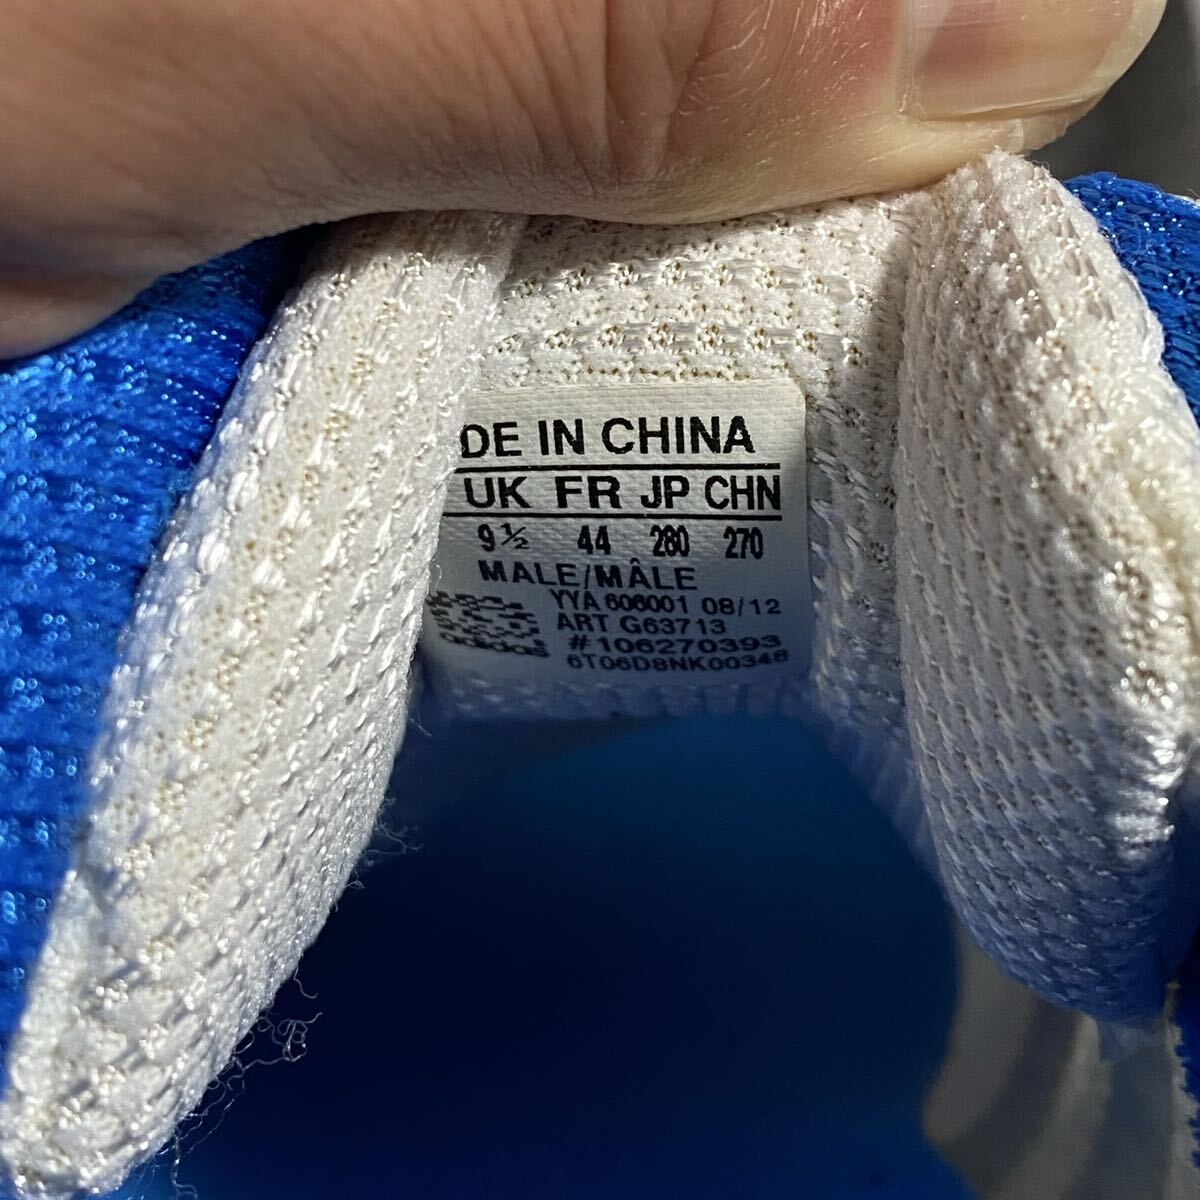 DE IN CHINA
UK FR JP CHN
9½ 44 280 270
MALE/MÂLE
YYA 606001 08/12
ART G63713
#106270393
6T06D8NK00348
adidas